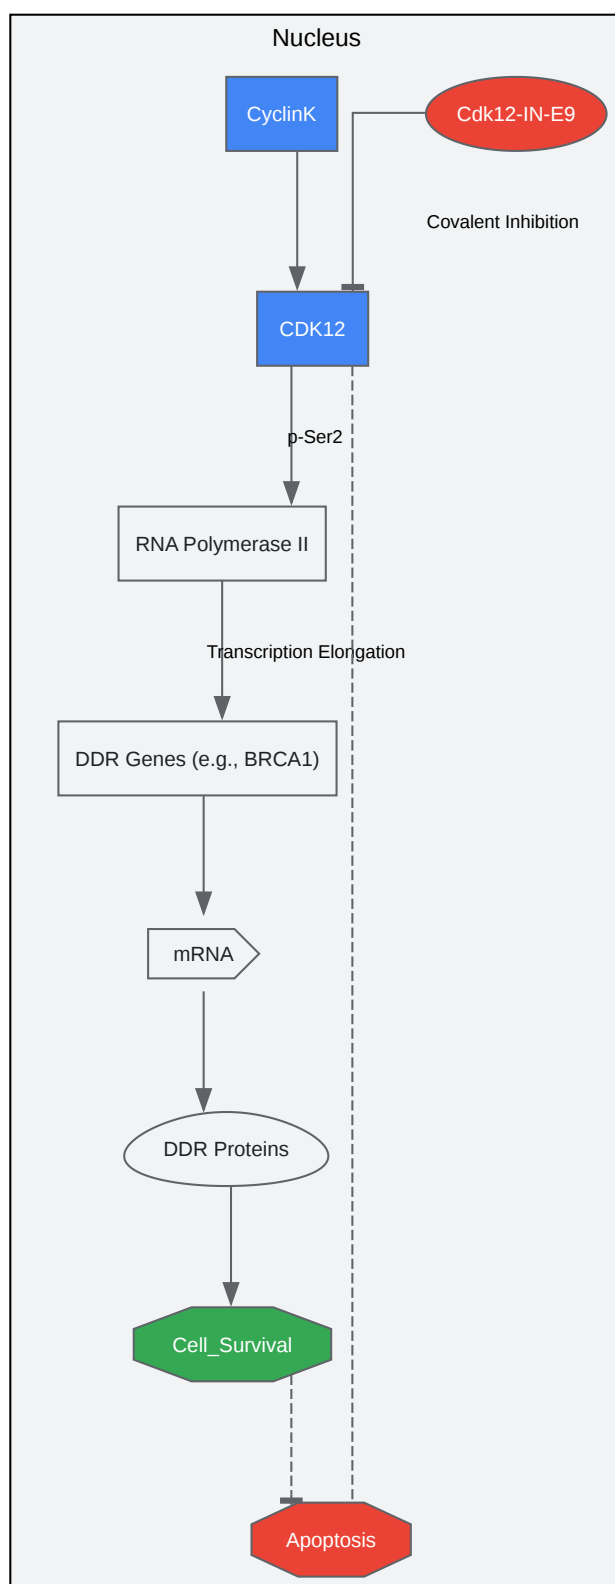 Nucleus
CyclinK
Cdk12-IN-E9
Covalent Inhibition
CDK12
p-Ser2
RNA Polymerase II
Transcription Elongation
DDR Genes (e.g., BRCA1)
mRNA
DDR Proteins
Cell_Survival
Apoptosis